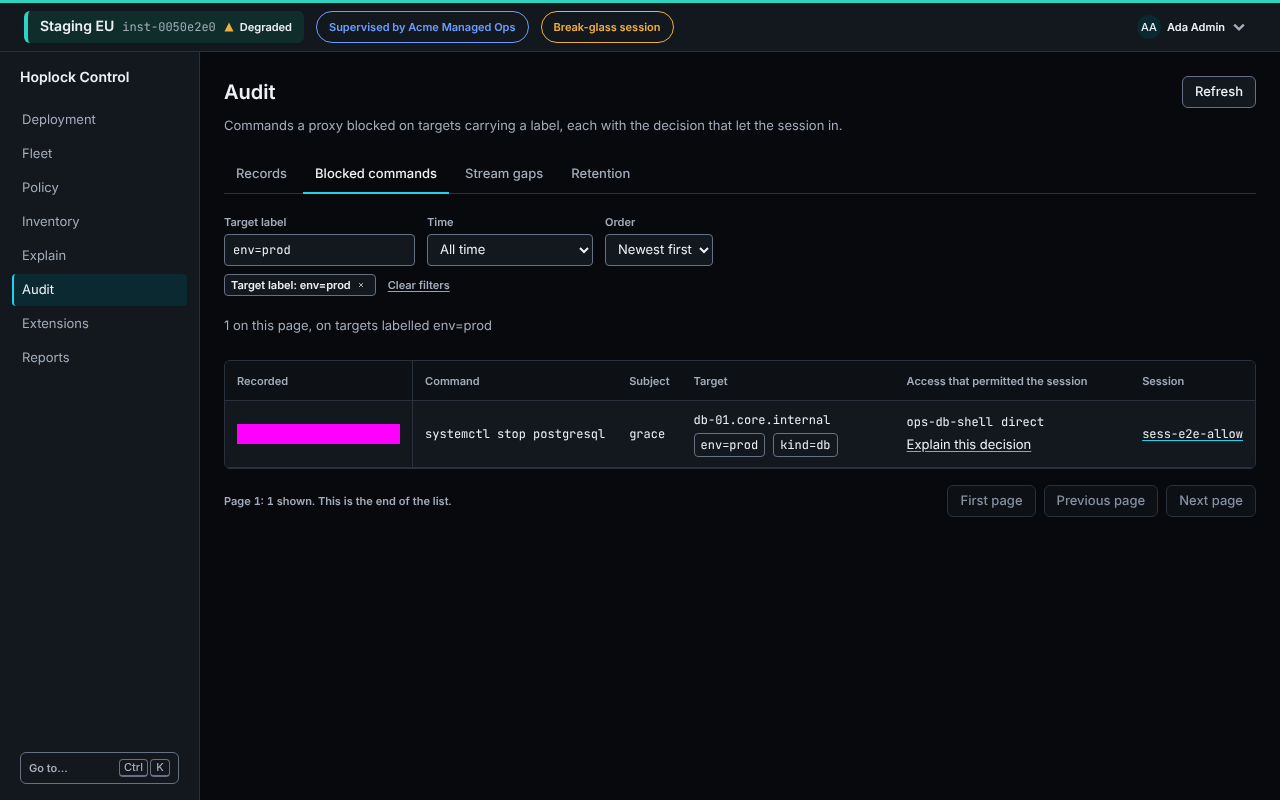 Staging EU inst-0050e2e0 Degraded
Supervised by Acme Managed Ops
Break-glass session
AA Ada Admin
Hoplock Control
Deployment
Fleet
Policy
Inventory
Explain
Audit
Extensions
Reports
Go to... Ctrl K
Audit
Refresh
Commands a proxy blocked on targets carrying a label, each with the decision that let the session in.
Records Blocked commands Stream gaps Retention
Target label Time Order
env=prod All time Newest first
Target label: env=prod × Clear filters
1 on this page, on targets labelled env=prod
Recorded Command Subject Target Access that permitted the session Session
systemctl stop postgresql grace db-01.core.internal ops-db-shell direct sess-e2e-allow
env=prod kind=db Explain this decision
Page 1: 1 shown. This is the end of the list.
First page Previous page Next page